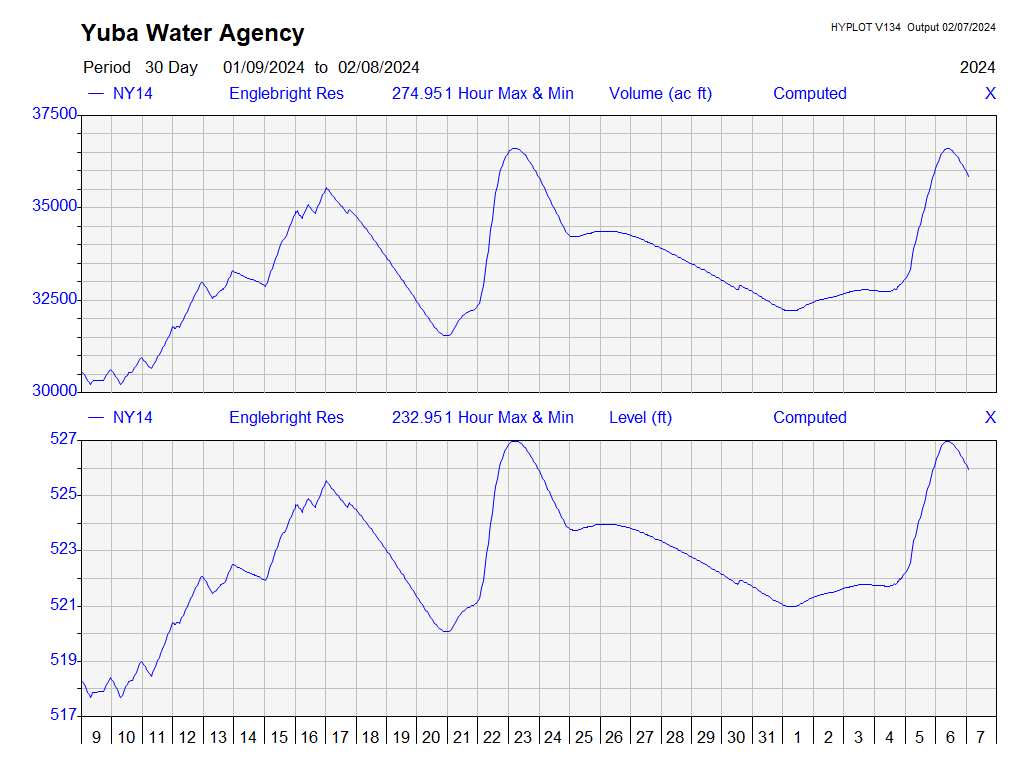 Yuba Water Agency
HYPLOT V134 Output 02/07/2024
Period 30 Day 01/09/2024 to 02/08/2024
2024
— NY14 Englebright Res 274.951 Hour Max & Min Volume (ac ft) Computed X
37500
35000
32500
30000
— NY14 Englebright Res 232.951 Hour Max & Min Level (ft) Computed X
527
525
523
521
519
517
9 10 11 12 13 14 15 16 17 18 19 20 21 22 23 24 25 26 27 28 29 30 31 1 2 3 4 5 6 7